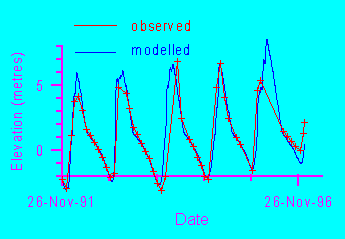 observed
modelled
Elevation (metres)
5
0
26-Nov-91
26-Nov-96
Date